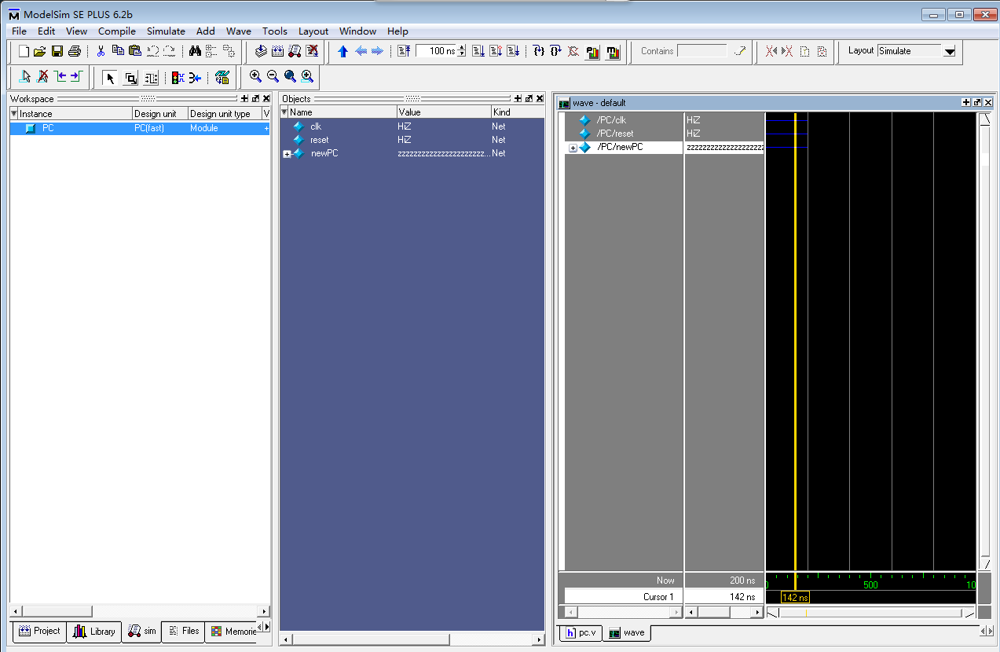 ModelSim SE PLUS 6.2b
File Edit View Compile Simulate Add Wave Tools Layout Window Help
100 ns Contains Layout Simulate
Workspace
Instance Design unit Design unit type V
PC PC(fast) Module
Objects
Name Value Kind
clk HiZ Net
reset HiZ Net
newPC zzzzzzzzzzzzzzzzzzzzzzz... Net
wave - default
/PC/clk HiZ
/PC/reset HiZ
/PC/newPC zzzzzzzzzzzzzzzzzzzzz
Now 200 ns
Cursor 1 142 ns
0 500 10
142 ns
Project Library sim Files Memorie
pc.v wave